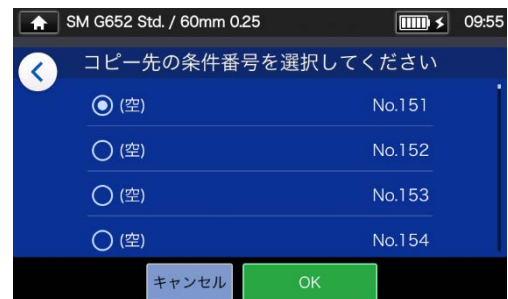 SM G652 Std. / 60mm 0.25 09:55
コピー先の条件番号を選択してください
(空) No.151
(空) No.152
(空) No.153
(空) No.154
キャンセル OK